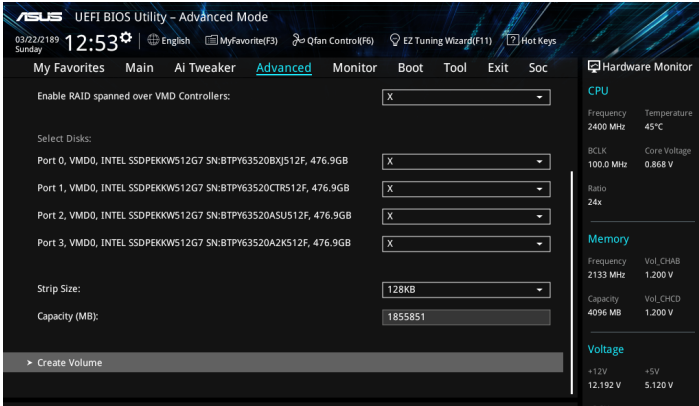 ASUS UEFI BIOS Utility – Advanced Mode
03/22/2189 Sunday 12:53 English MyFavorite(F3) Qfan Control(F6) EZ Tuning Wizard(F11) ? Hot Keys
My Favorites Main Ai Tweaker Advanced Monitor Boot Tool Exit Soc
Enable RAID spanned over VMD Controllers: X
Select Disks:
Port 0, VMD0, INTEL SSDPEKKW512G7 SN:BTPY63520BXJ512F, 476.9GB X
Port 1, VMD0, INTEL SSDPEKKW512G7 SN:BTPY63520CTR512F, 476.9GB X
Port 2, VMD0, INTEL SSDPEKKW512G7 SN:BTPY63520ASU512F, 476.9GB X
Port 3, VMD0, INTEL SSDPEKKW512G7 SN:BTPY63520A2K512F, 476.9GB X
Strip Size: 128KB
Capacity (MB): 1855851
> Create Volume
Hardware Monitor
CPU
Frequency Temperature
2400 MHz 45°C
BCLK Core Voltage
100.0 MHz 0.868 V
Ratio
24x
Memory
Frequency Vol_CHAB
2133 MHz 1.200 V
Capacity Vol_CHCD
4096 MB 1.200 V
Voltage
+12V +5V
12.192 V 5.120 V